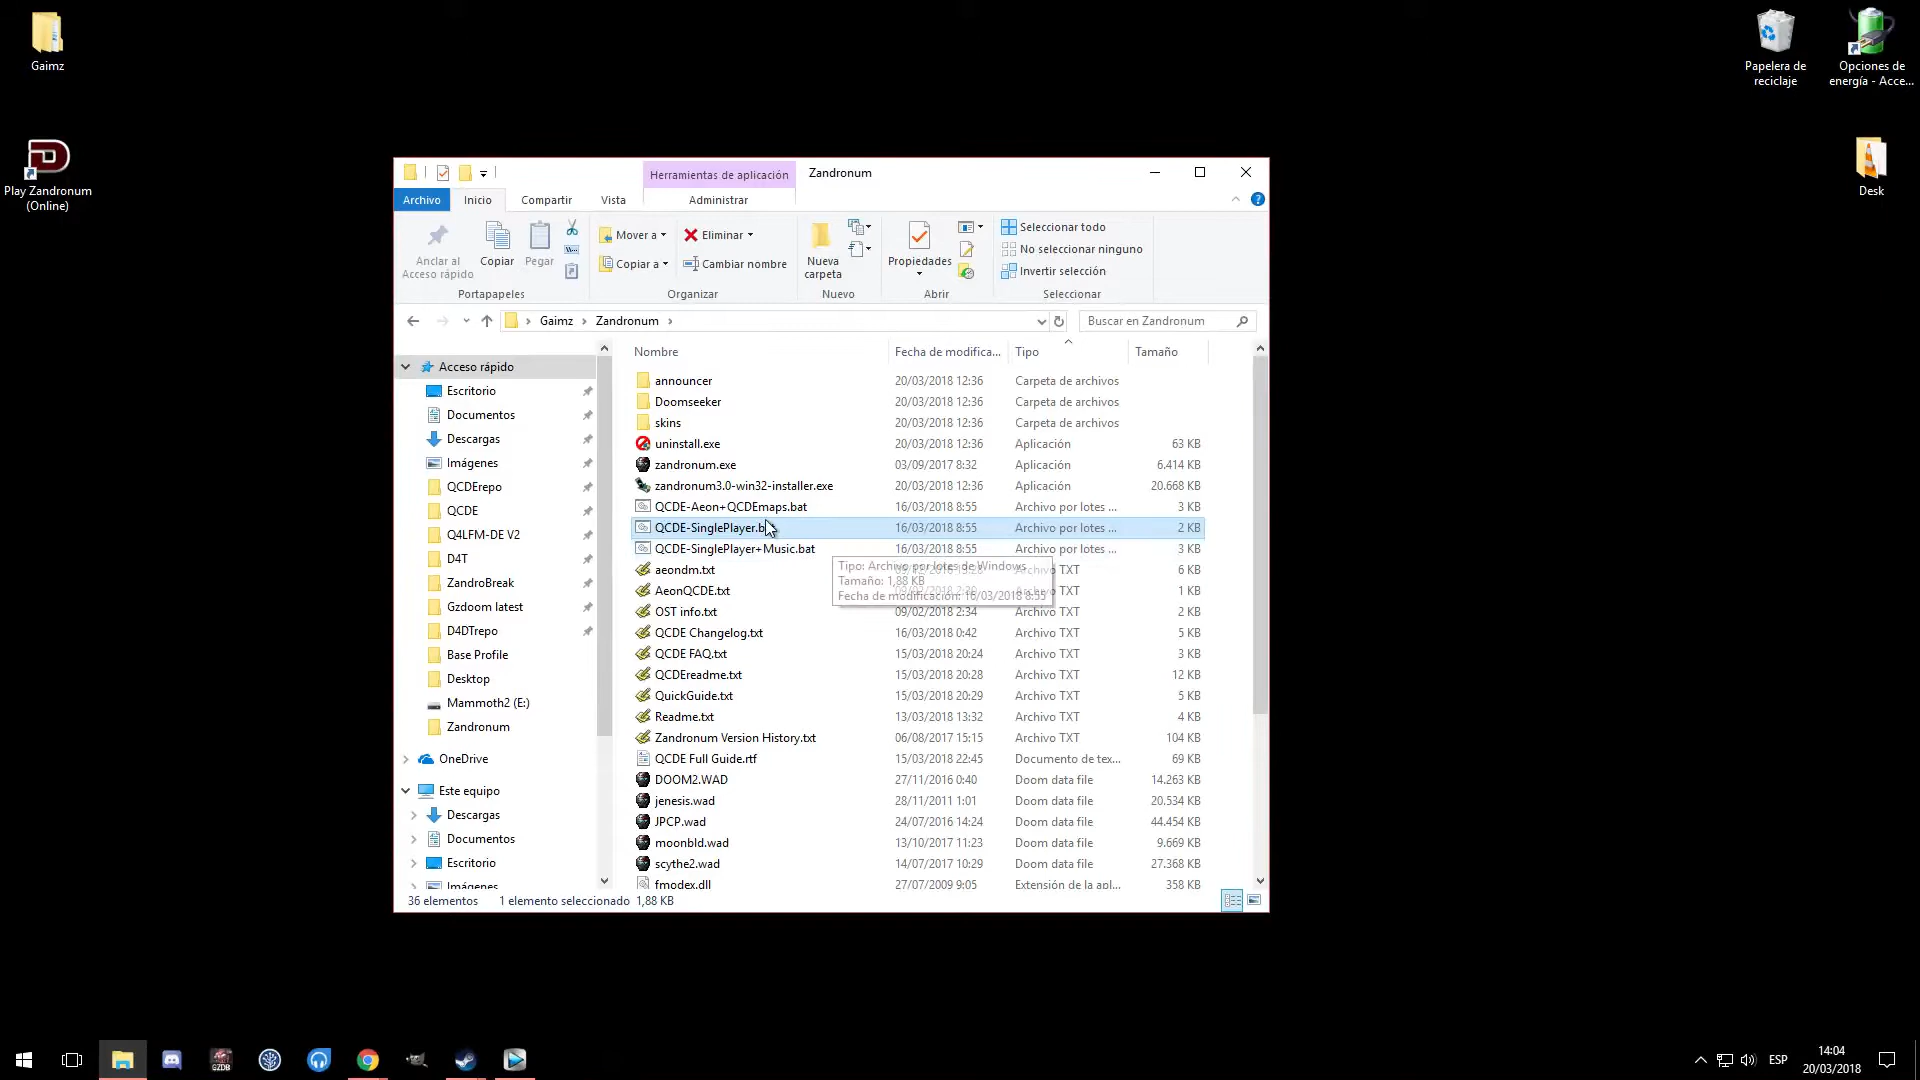 Gaimz
Play Zandronum
(Online)
Papelera de
reciclaje
Opciones de
energía - Acce...
Desk
Herramientas de aplicación
Zandronum
Archivo
Inicio
Compartir
Vista
Administrar
Anclar al
Acceso rápido
Copiar
Pegar
Portapapeles
Mover a
Copiar a
Eliminar
Cambiar nombre
Organizar
Nueva
carpeta
Nuevo
Propiedades
Abrir
Seleccionar todo
No seleccionar ninguno
Invertir selección
Seleccionar
Gaimz > Zandronum >
Buscar en Zandronum
Acceso rápido
Escritorio
Documentos
Descargas
Imágenes
QCDErepo
QCDE
Q4LFM-DE V2
D4T
ZandroBreak
Gzdoom latest
D4DTrepo
Base Profile
Desktop
Mammoth2 (E:)
Zandronum
OneDrive
Este equipo
Descargas
Documentos
Escritorio
Imágenes
Nombre Fecha de modifica... Tipo Tamaño
announcer 20/03/2018 12:36 Carpeta de archivos
Doomseeker 20/03/2018 12:36 Carpeta de archivos
skins 20/03/2018 12:36 Carpeta de archivos
uninstall.exe 20/03/2018 12:36 Aplicación 63 KB
zandronum.exe 03/09/2017 8:32 Aplicación 6.414 KB
zandronum3.0-win32-installer.exe 20/03/2018 12:36 Aplicación 20.668 KB
QCDE-Aeon+QCDEmaps.bat 16/03/2018 8:55 Archivo por lotes ... 3 KB
QCDE-SinglePlayer.bat 16/03/2018 8:55 Archivo por lotes ... 2 KB
QCDE-SinglePlayer+Music.bat 16/03/2018 8:55 Archivo por lotes ... 3 KB
Tipo: Archivo por lotes de Windows
Tamaño: 1,88 KB
Fecha de modificación: 16/03/2018 8:55
aeondm.txt TXT 6 KB
AeonQCDE.txt TXT 1 KB
OST info.txt 09/02/2018 2:34 Archivo TXT 2 KB
QCDE Changelog.txt 16/03/2018 0:42 Archivo TXT 5 KB
QCDE FAQ.txt 15/03/2018 20:24 Archivo TXT 3 KB
QCDEreadme.txt 15/03/2018 20:28 Archivo TXT 12 KB
QuickGuide.txt 15/03/2018 20:29 Archivo TXT 5 KB
Readme.txt 13/03/2018 13:32 Archivo TXT 4 KB
Zandronum Version History.txt 06/08/2017 15:15 Archivo TXT 104 KB
QCDE Full Guide.rtf 15/03/2018 22:45 Documento de tex... 69 KB
DOOM2.WAD 27/11/2016 0:40 Doom data file 14.263 KB
jenesis.wad 28/11/2011 1:01 Doom data file 20.534 KB
JPCP.wad 24/07/2016 14:24 Doom data file 44.454 KB
moonbld.wad 13/10/2017 11:23 Doom data file 9.669 KB
scythe2.wad 14/07/2017 10:29 Doom data file 27.368 KB
fmodex.dll 27/07/2009 9:05 Extensión de la apl... 358 KB
36 elementos 1 elemento seleccionado 1,88 KB
GZDB
ESP
14:04
20/03/2018